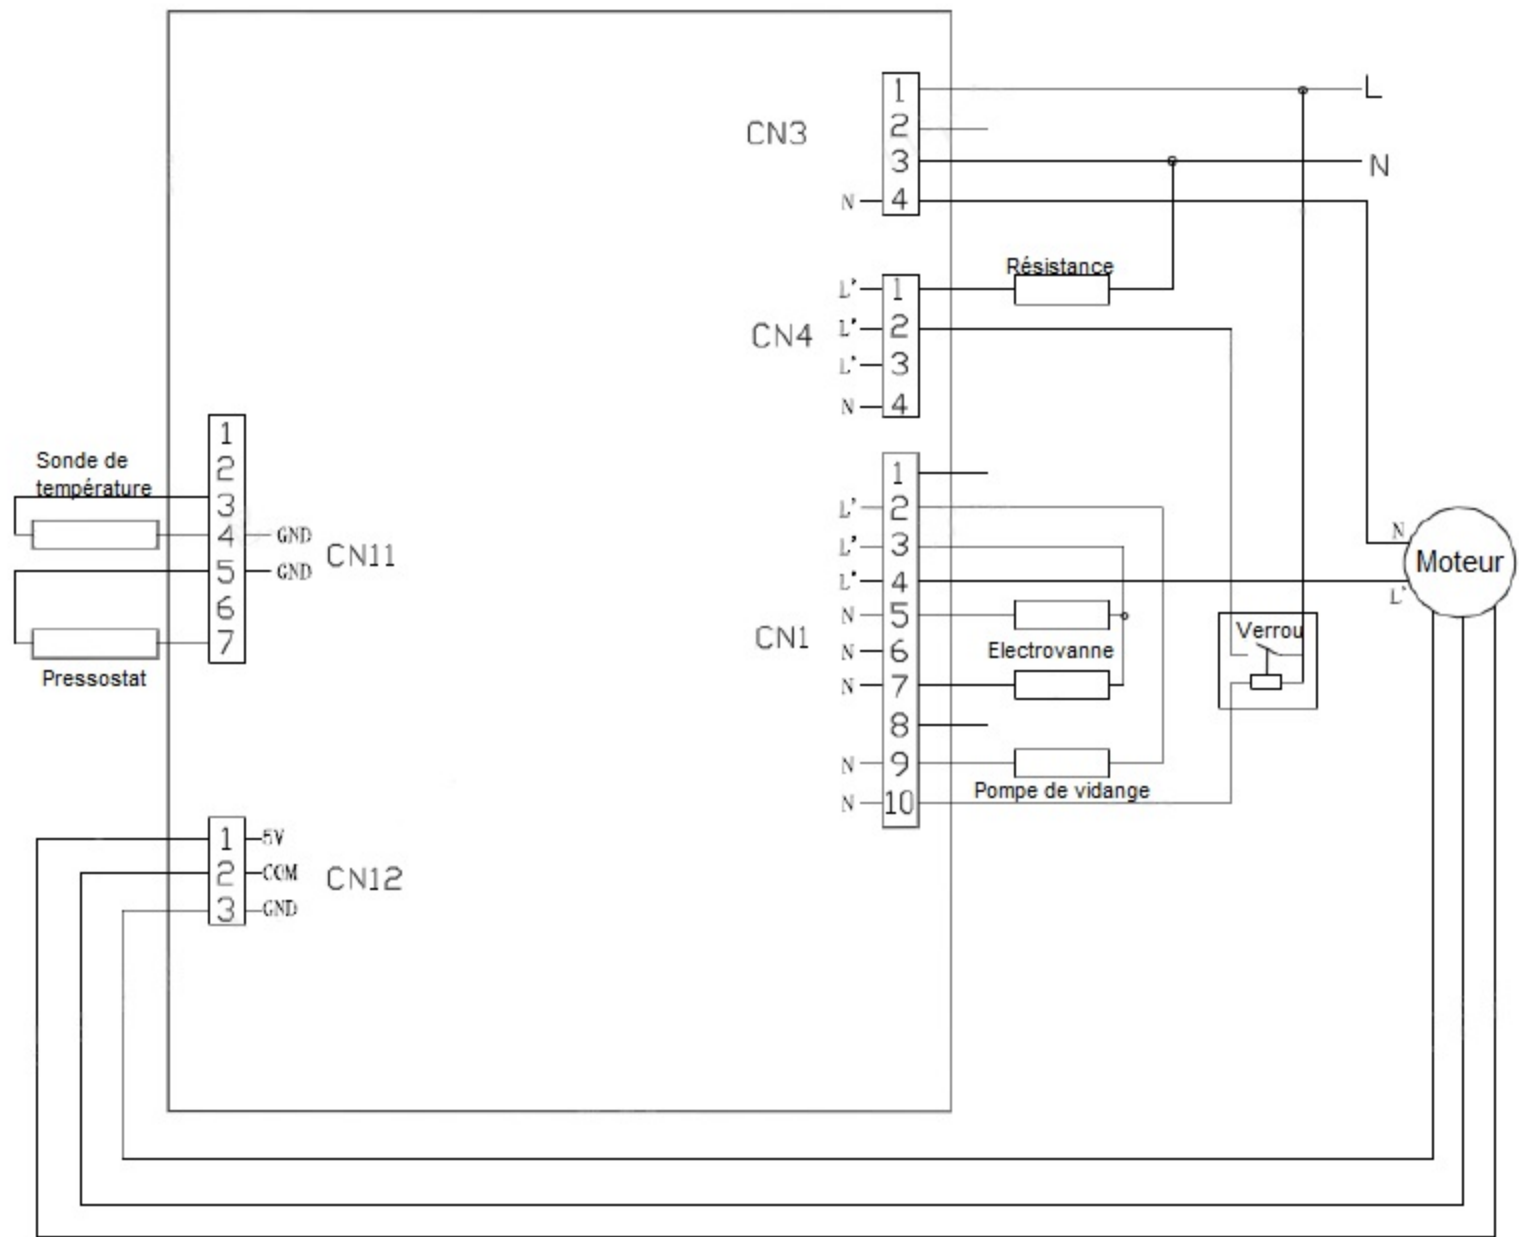 1
L
CN3
2
3
N
N
4
Résistance
L'
1
CN4
L'
2
L'
3
N
4
1
2
Sonde de
température
3
4
GND
CN11
5
GND
6
7
Pressostat
1
L'
2
L'
3
L'
4
N
5
CN1
Electrovanne
N
6
N
7
8
N
9
Pompe de vidange
N
10
N
Moteur
L'
Verrou
1
5V
2
COM
CN12
3
GND